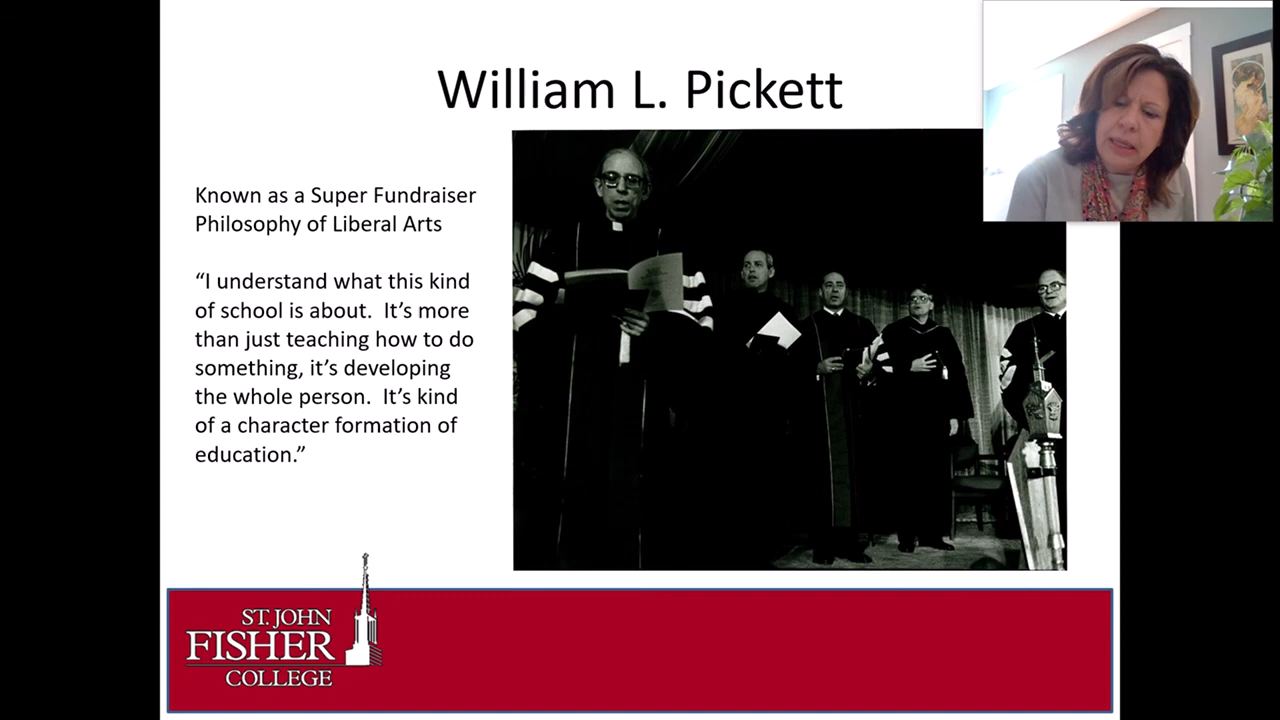 William L. Pickett
Known as a Super Fundraiser
Philosophy of Liberal Arts
“I understand what this kind
of school is about.  It’s more
than just teaching how to do
something, it’s developing
the whole person.  It’s kind
of a character formation of
education.”
ST. JOHN
FISHER
COLLEGE